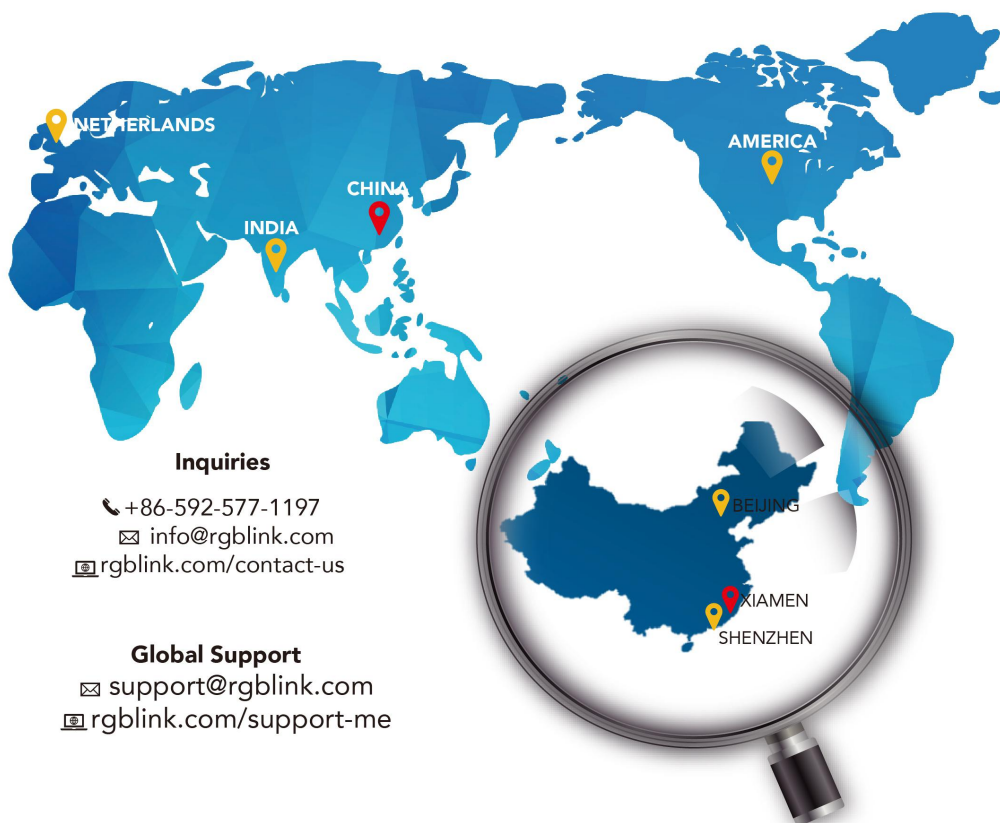 NETHERLANDS
AMERICA
CHINA
INDIA
Inquiries
+86-592-577-1197
info@rgblink.com
rgblink.com/contact-us
BEIJING
XIAMEN
SHENZHEN
Global Support
support@rgblink.com
rgblink.com/support-me